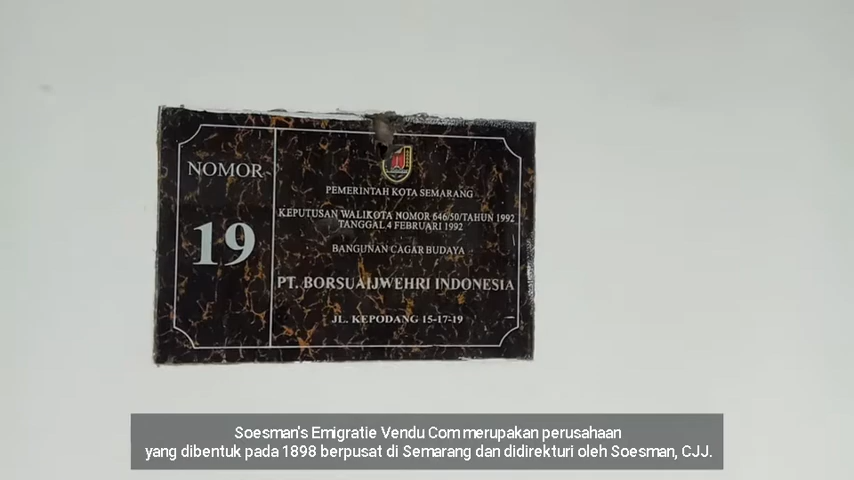 NOMOR
19
PEMERINTAH KOTA SEMARANG
KEPUTUSAN WALIKOTA NOMOR 646/50/TAHUN 1992
TANGGAL 4 FEBRUARI 1992
BANGUNAN CAGAR BUDAYA
PT. BORSUAIJWEHRI INDONESIA
JL. KEPODANG 15-17-19
Soesman's Emigratie Vendu Com merupakan perusahaan
yang dibentuk pada 1898 berpusat di Semarang dan didirekturi oleh Soesman, CJJ.